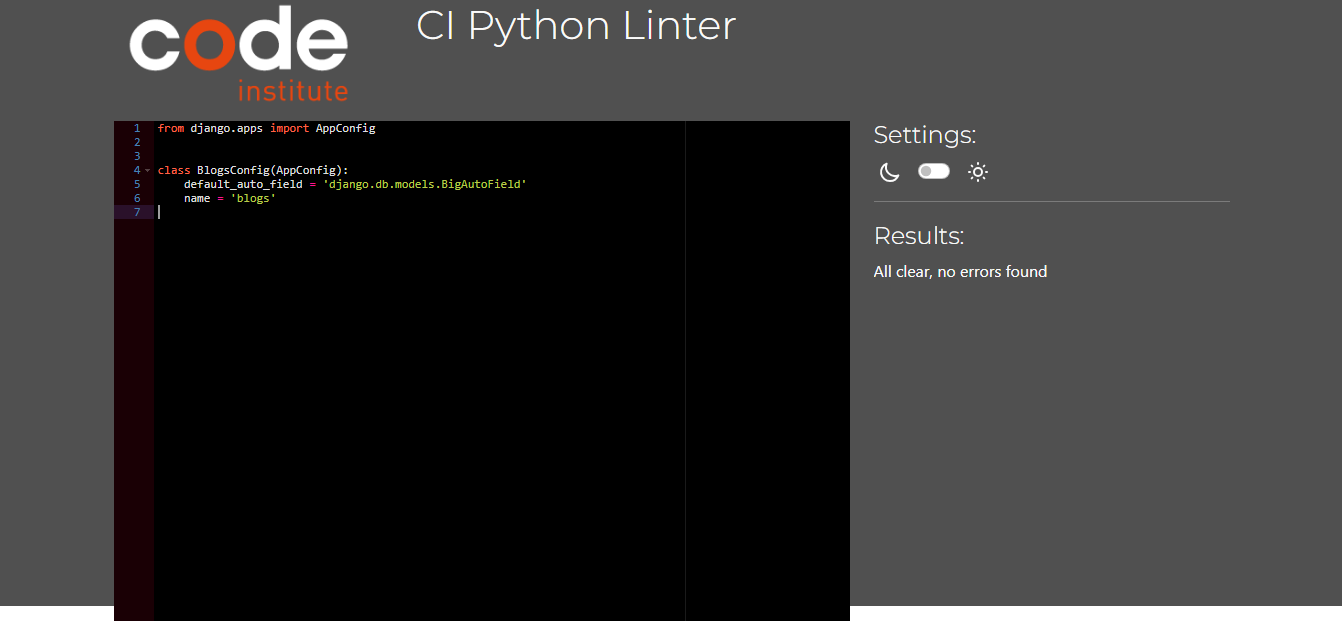 code
institute
CI Python Linter
1 from django.apps import AppConfig
2
3
4 class BlogsConfig(AppConfig):
5     default_auto_field = 'django.db.models.BigAutoField'
6     name = 'blogs'
7
Settings:
Results:
All clear, no errors found